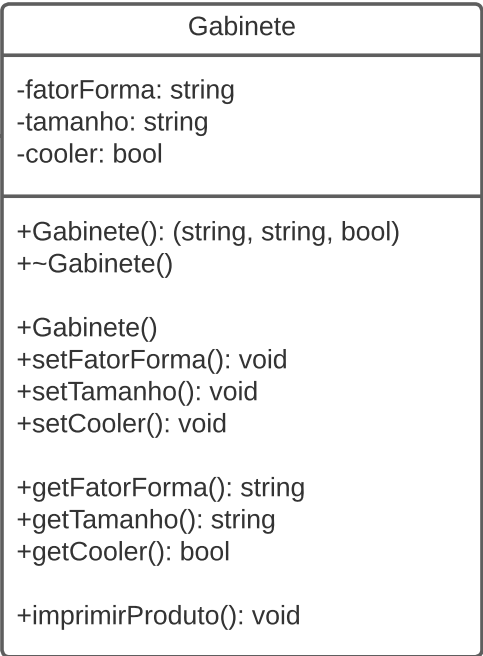 Gabinete
-fatorForma: string
-tamanho: string
-cooler: bool
+Gabinete(): (string, string, bool)
+~Gabinete()
+Gabinete()
+setFatorForma(): void
+setTamanho(): void
+setCooler(): void
+getFatorForma(): string
+getTamanho(): string
+getCooler(): bool
+imprimirProduto(): void